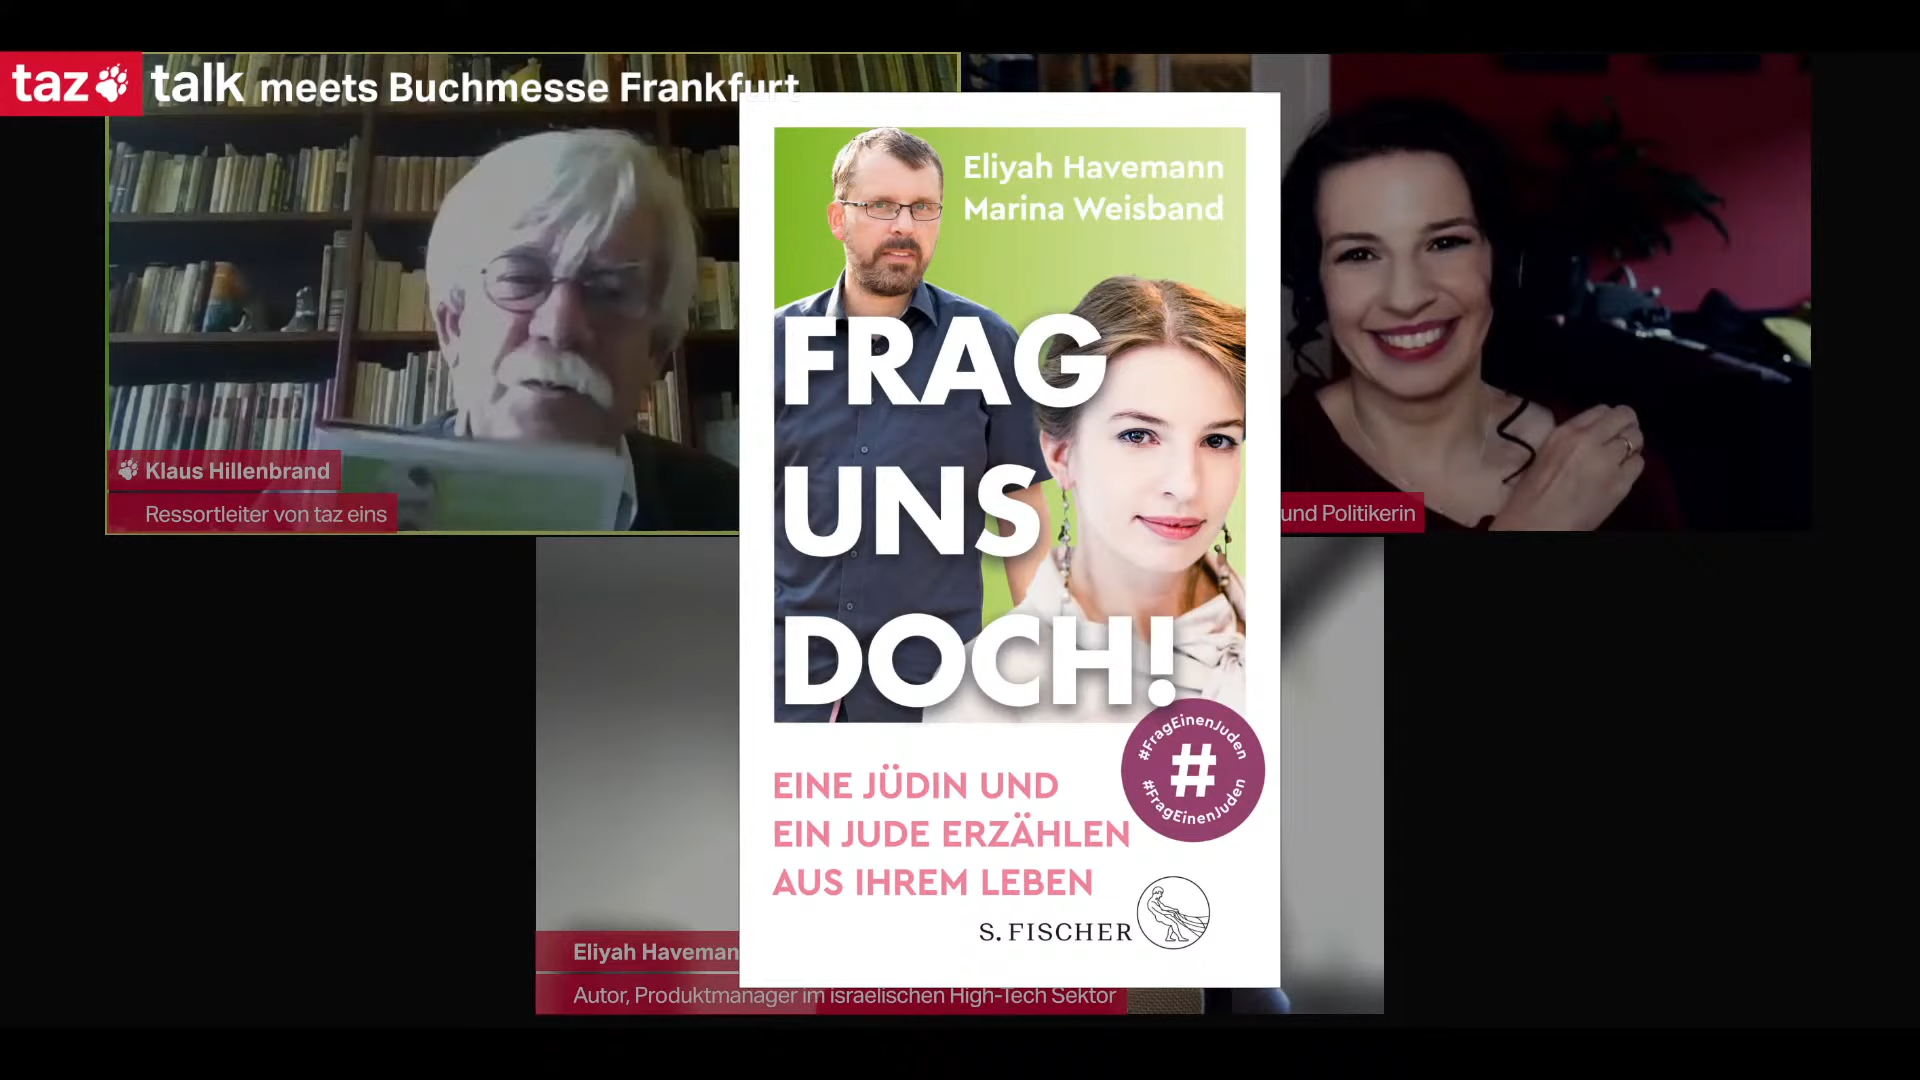 taz talk meets Buchmesse Frankfurt
Klaus Hillenbrand
Ressortleiter von taz eins
und Politikerin
Eliyah Havemann
Marina Weisband
FRAG
UNS
DOCH!
#FragEinenJuden
#
#FragEinenJuden
EINE JÜDIN UND
EIN JUDE ERZÄHLEN
AUS IHREM LEBEN
S. FISCHER
Eliyah Haveman
Autor, Produktmanager im israelischen High-Tech Sektor